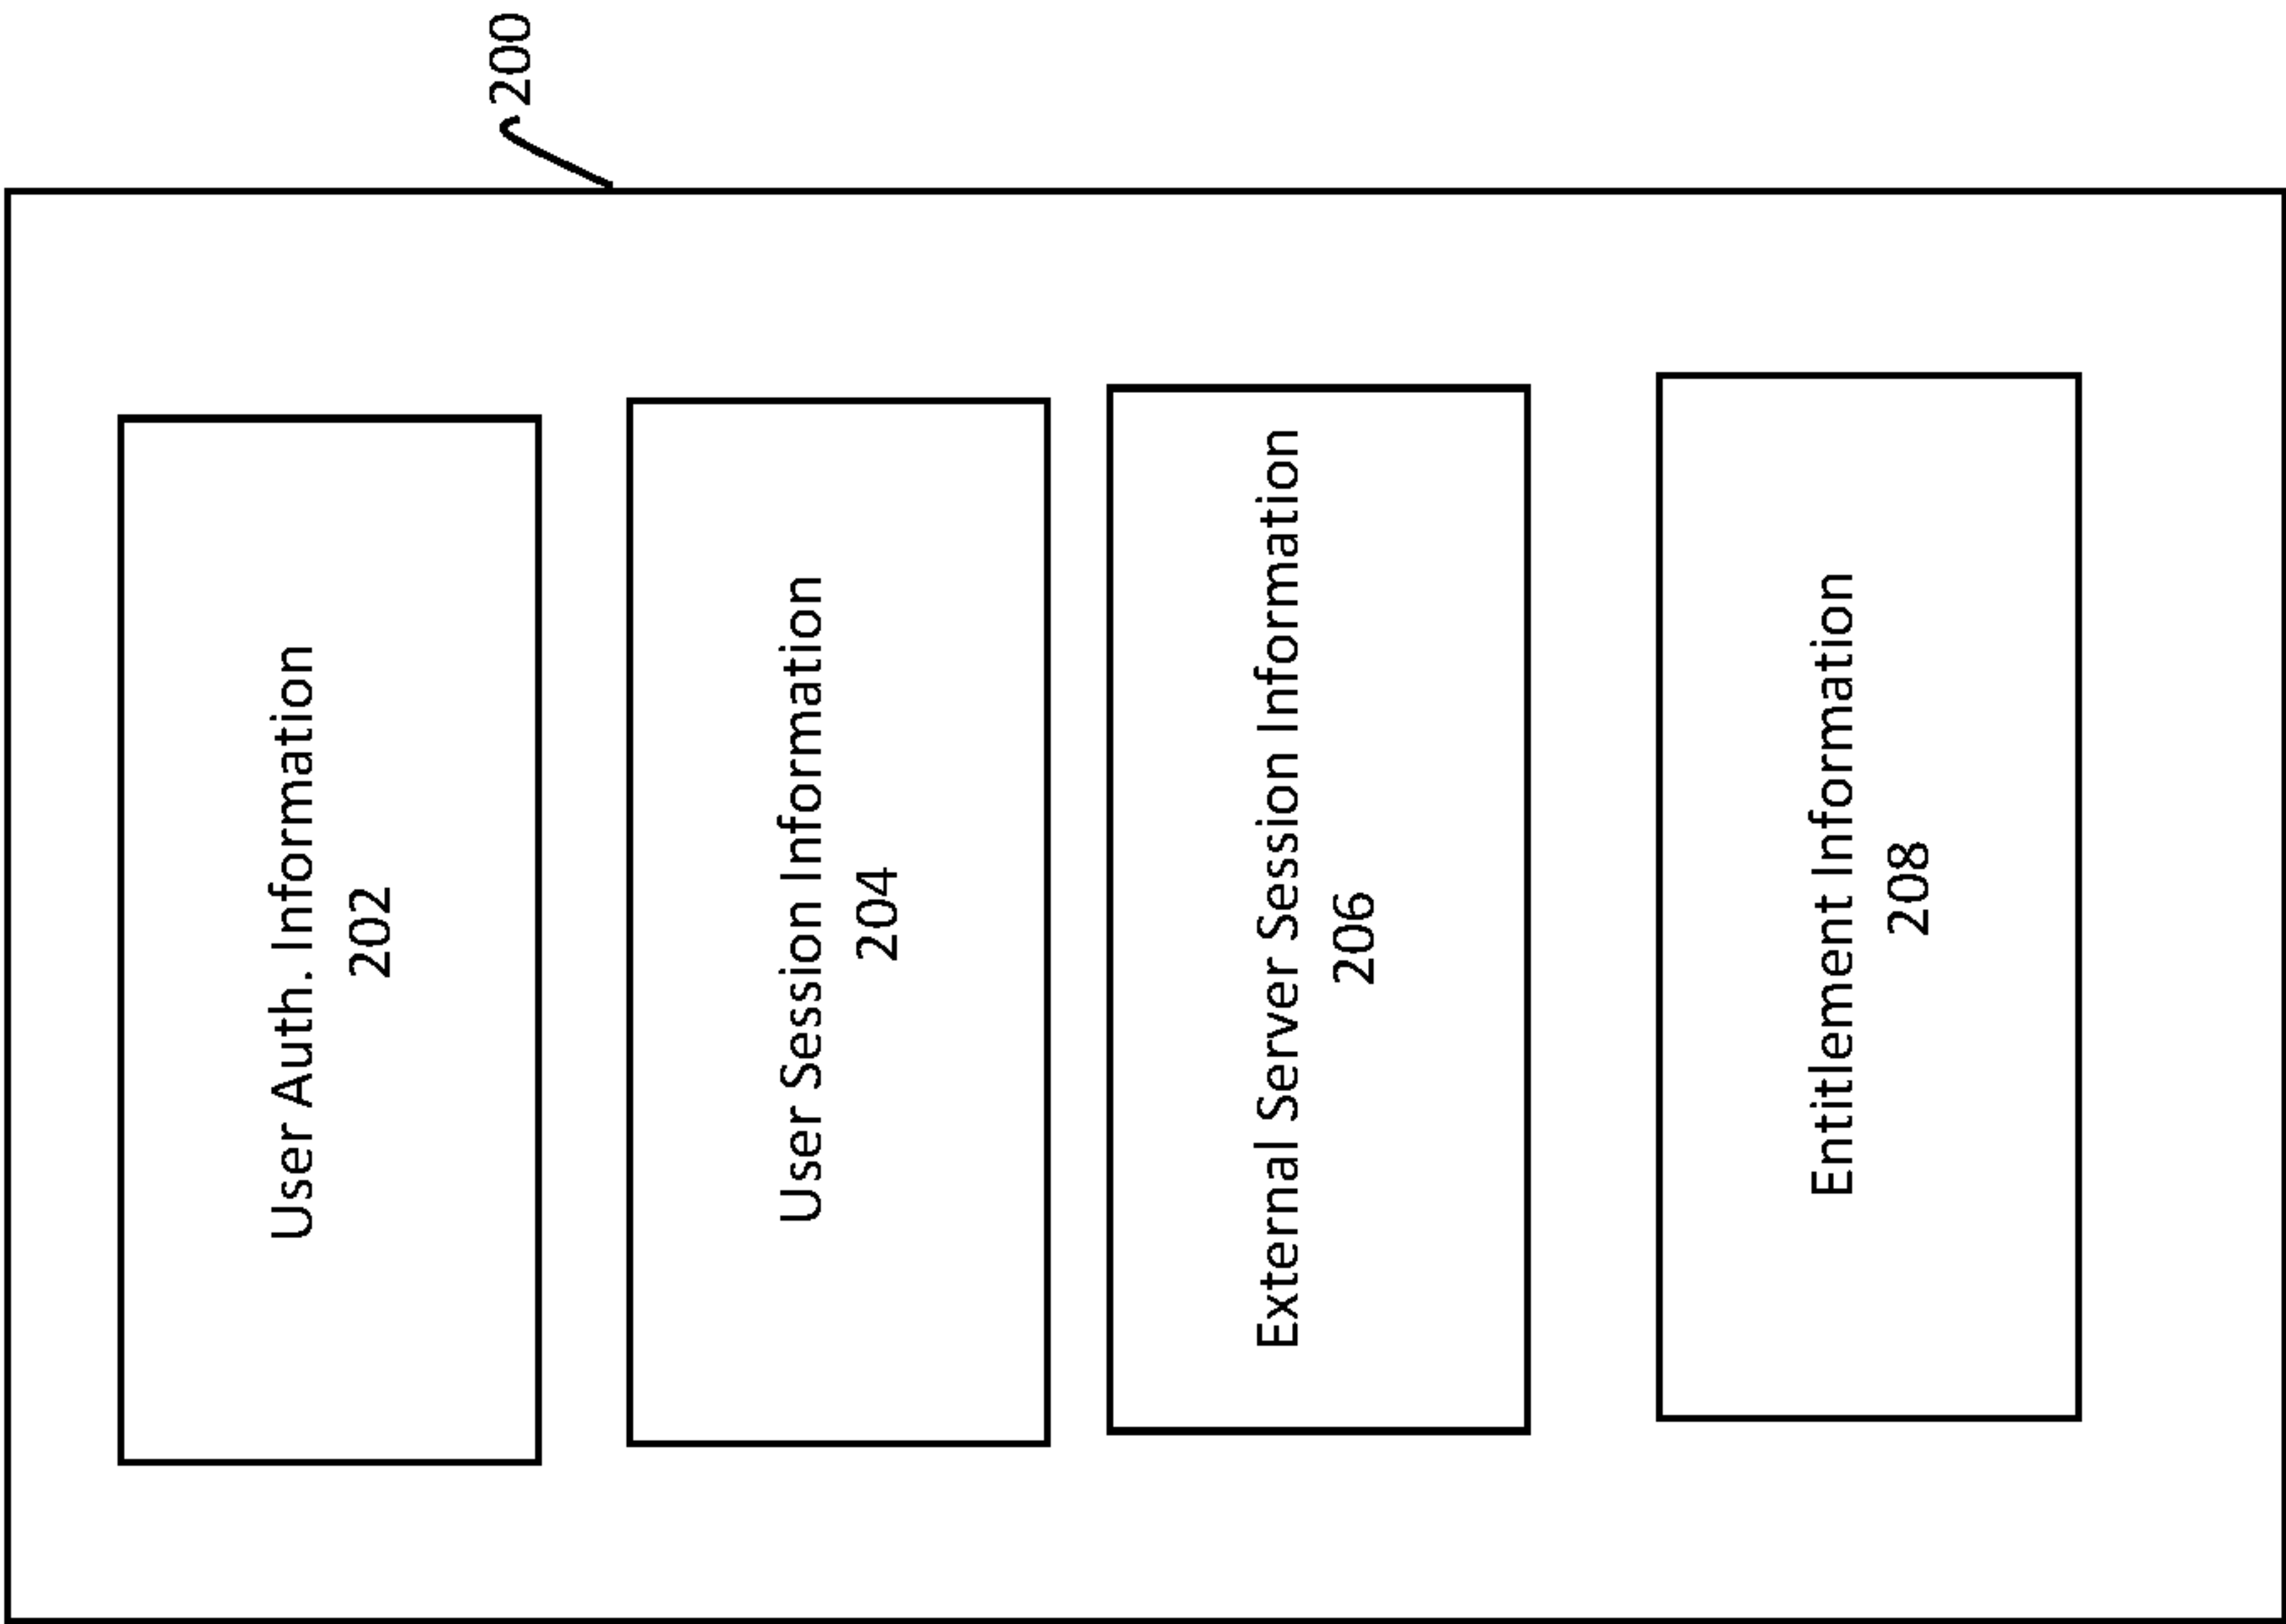 200
User Auth. Information
202
User Session Information
204
External Server Session Information
206
Entitlement Information
208